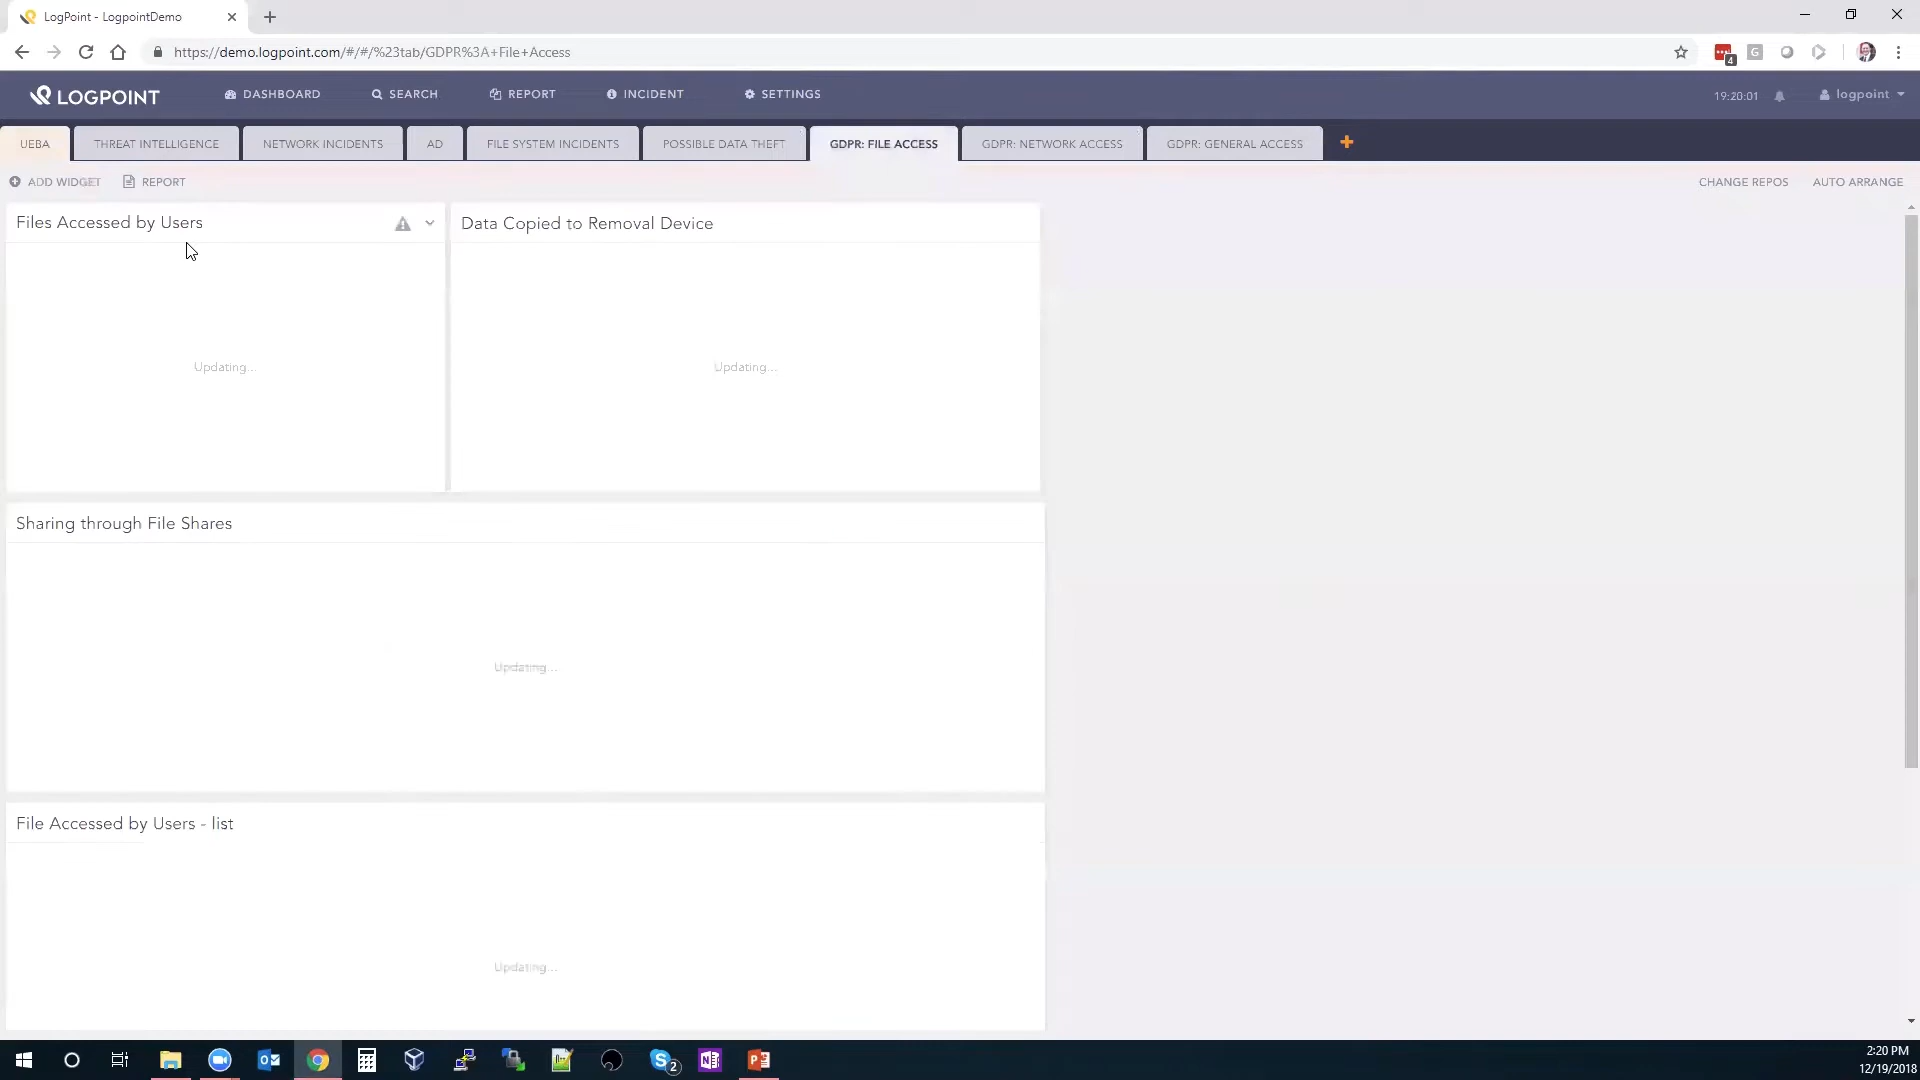 LogPoint - LogpointDemo
https://demo.logpoint.com/#/#/%23tab/GDPR%3A+File+Access
4
G
LOGPOINT
DASHBOARD
SEARCH
REPORT
INCIDENT
SETTINGS
19:20:01
logpoint
UEBA
THREAT INTELLIGENCE
NETWORK INCIDENTS
AD
FILE SYSTEM INCIDENTS
POSSIBLE DATA THEFT
GDPR: FILE ACCESS
GDPR: NETWORK ACCESS
GDPR: GENERAL ACCESS
ADD WIDGET
REPORT
CHANGE REPOS
AUTO ARRANGE
Files Accessed by Users
Data Copied to Removal Device
Updating...
Updating...
Sharing through File Shares
Updating...
File Accessed by Users - list
Updating...
2
2:20 PM
12/19/2018